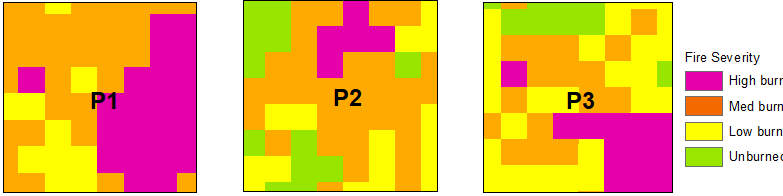 P1
P2
P3
Fire Severity
High burn
Med burn
Low burn
Unburned